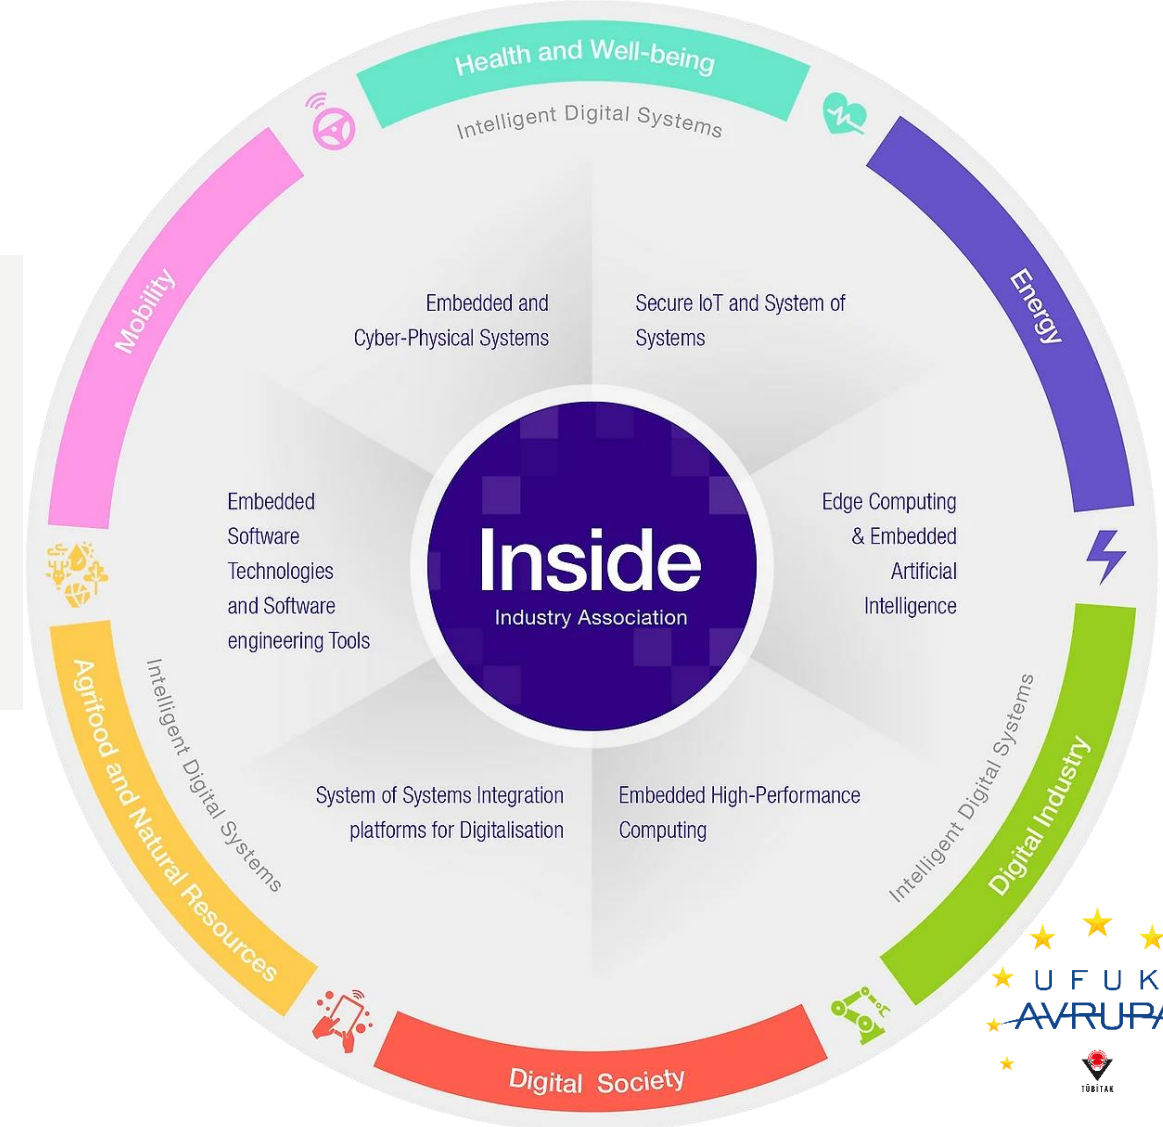 Health and Well-being
Intelligent Digital Systems
Mobility
Energy
Embedded and
Cyber-Physical Systems
Secure IoT and System of
Systems
Embedded
Software
Technologies
and Software
engineering Tools
Inside
Industry Association
Edge Computing
& Embedded
Artificial
Intelligence
System of Systems Integration
platforms for Digitalisation
Embedded High-Performance
Computing
Agrifood and Natural Resources
Intelligent Digital Systems
Intelligent Digital Systems
Digital Industry
Digital Society
UFUK
AVRUPA
TÜBİTAK